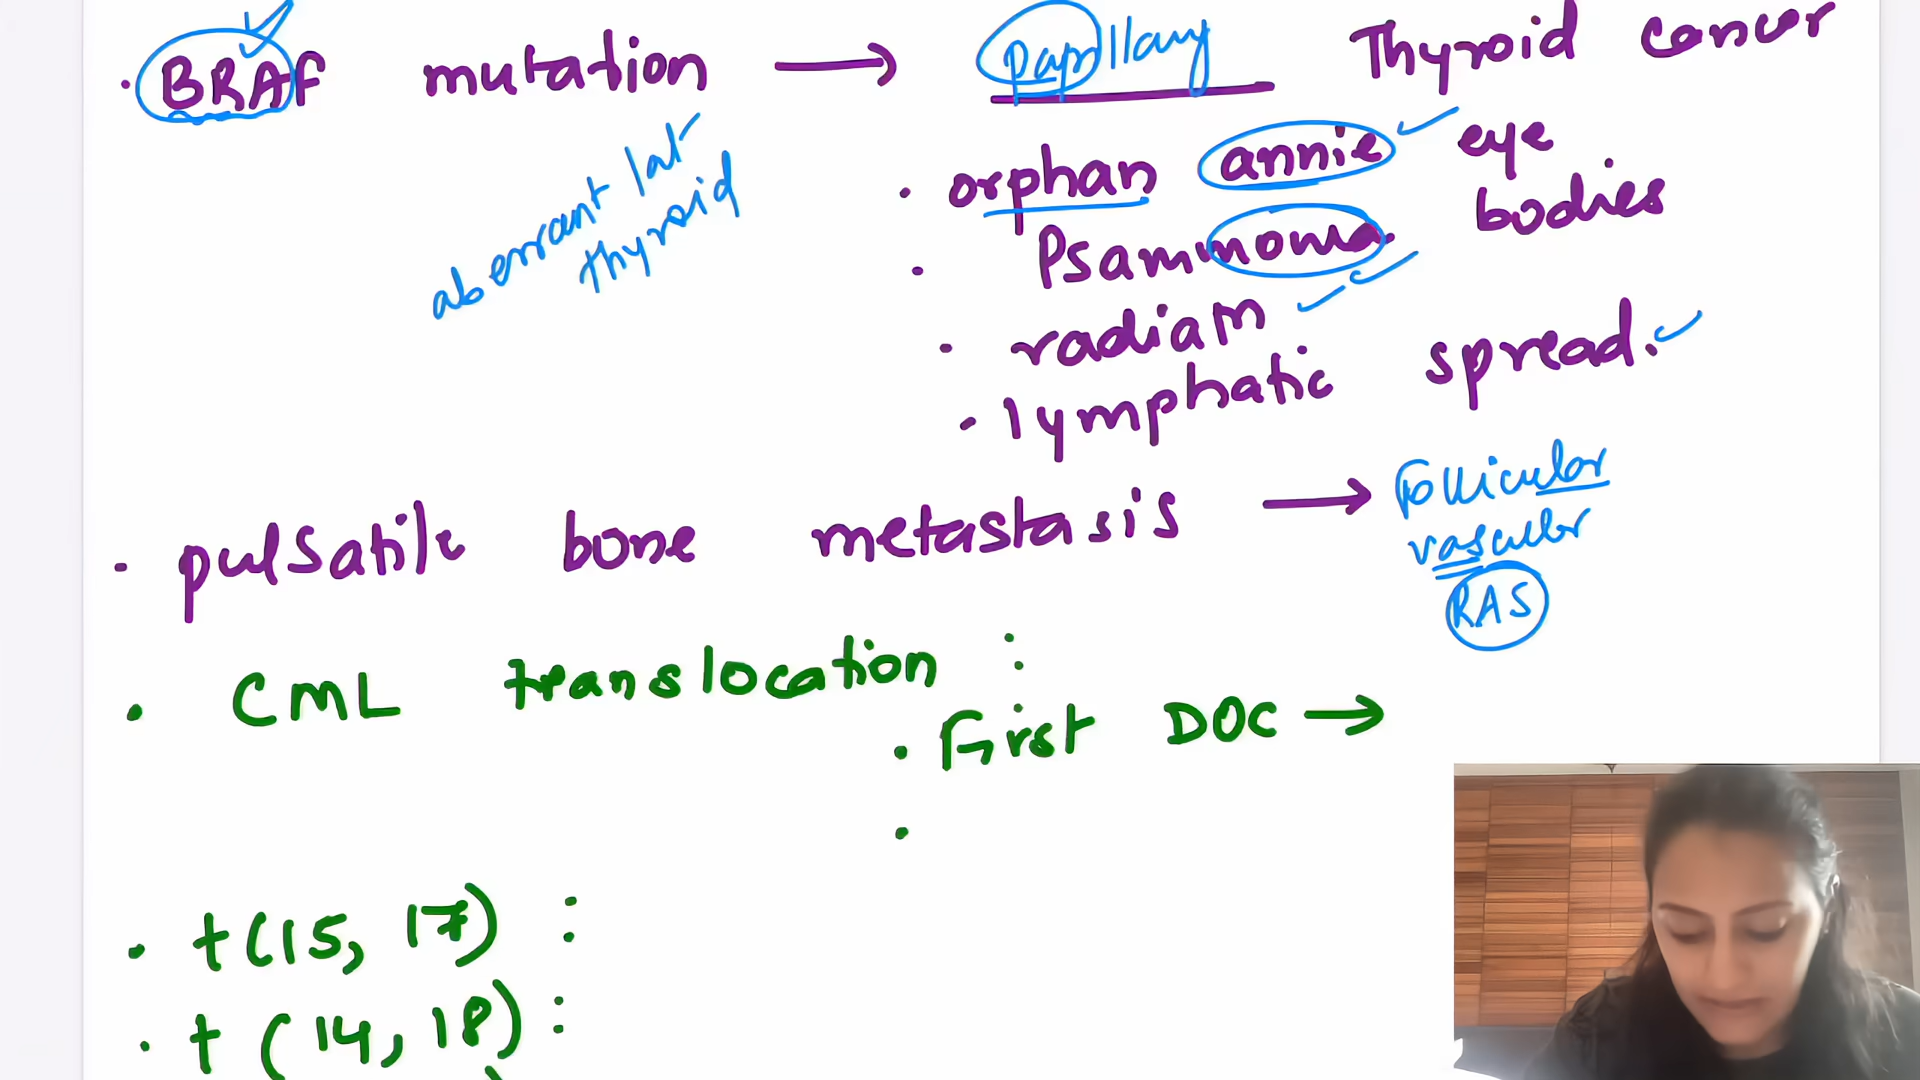 • BRAF mutation → papillary Thyroid cancer
aberrant lat thyroid
• orphan annie eye
• Psammoma bodies
• radiatn
• lymphatic spread.
• pulsatile bone metastasis → Follicular
vascular
RAS
• CML translocation :
• First DOC →
•
• t(15, 17) :
• t (14, 18) :